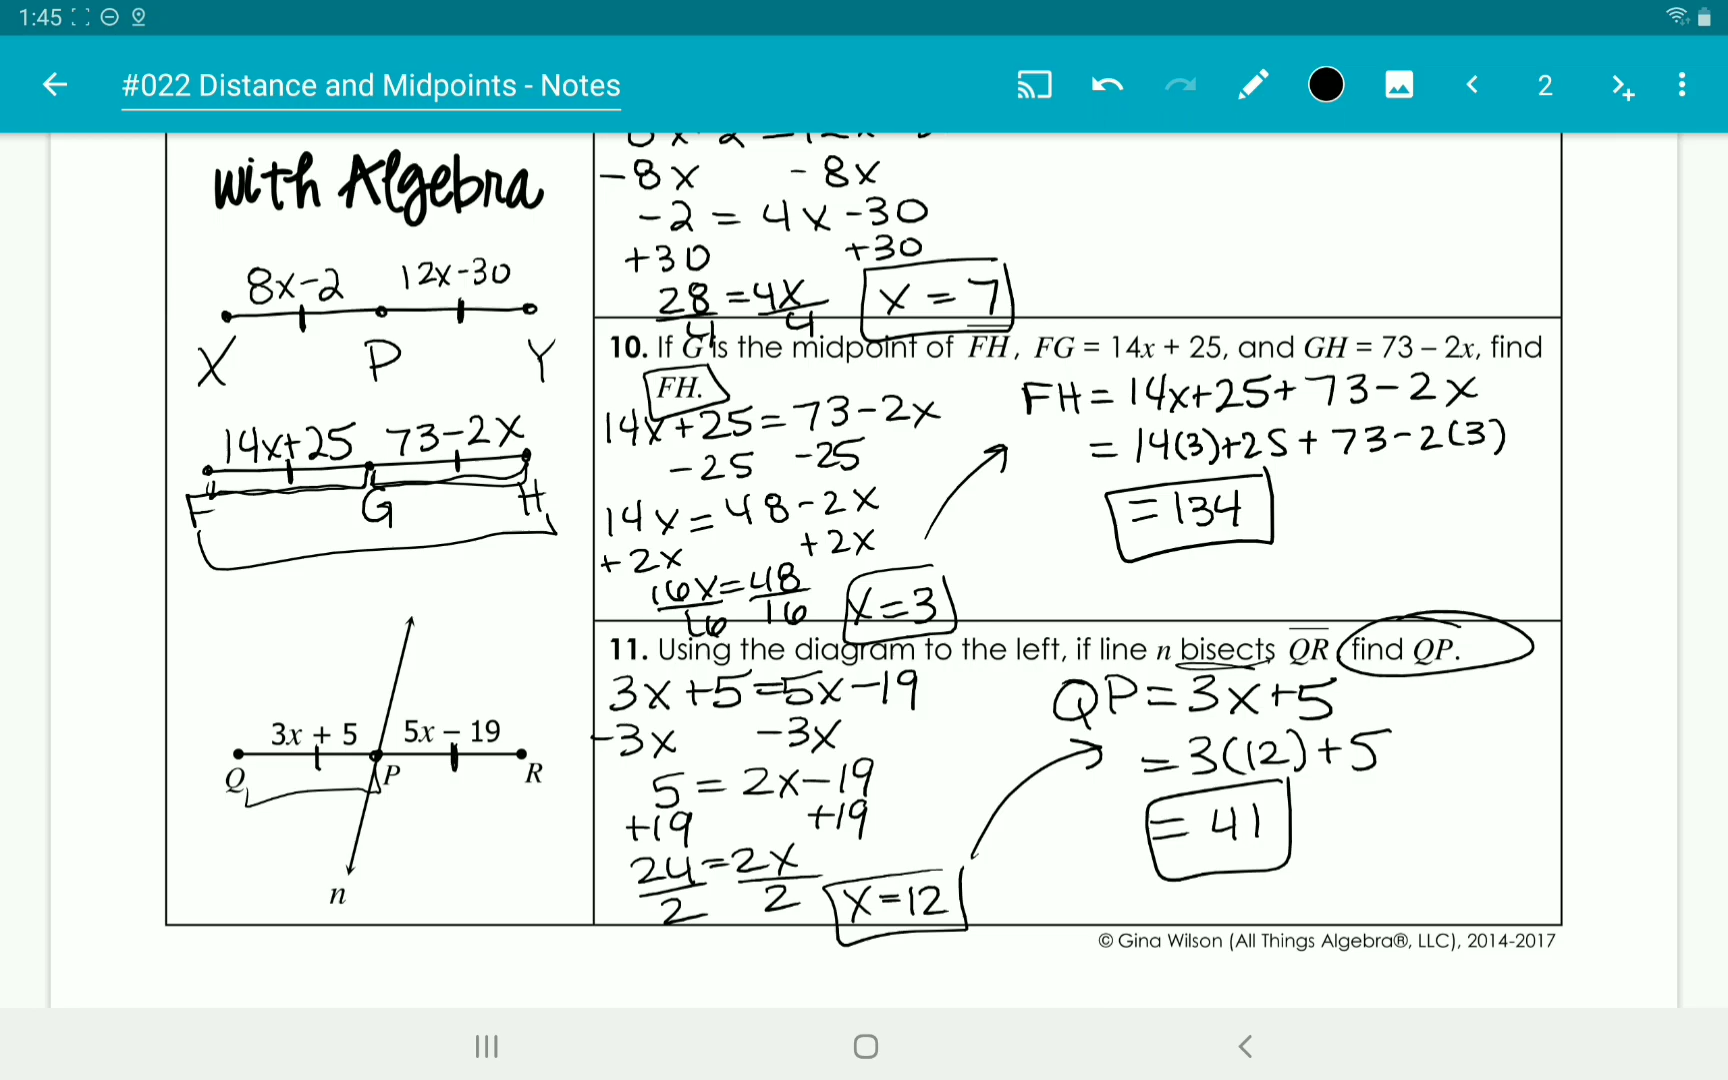 1:45
#022 Distance and Midpoints - Notes
2
with Algebra
8x-2 12x-30
X P Y
-8x - 8x
-2 = 4x -30
+30 +30
28 = 4x
4 4
x = 7
10. If G is the midpoint of FH, FG = 14x + 25, and GH = 73 – 2x, find
FH.
14x+25 73-2x
F G H
14x+25=73-2x
-25 -25
14x=48-2x
+2x +2x
16x=48
16 16
x=3
FH=14x+25+73-2x
=14(3)+25+73-2(3)
=134
11. Using the diagram to the left, if line n bisects QR find QP.
3x + 5 5x – 19
Q P R
n
3x+5=5x-19
-3x -3x
5=2x-19
+19 +19
24=2x
2 2
x=12
QP=3x+5
=3(12)+5
=41
© Gina Wilson (All Things Algebra®, LLC), 2014-2017